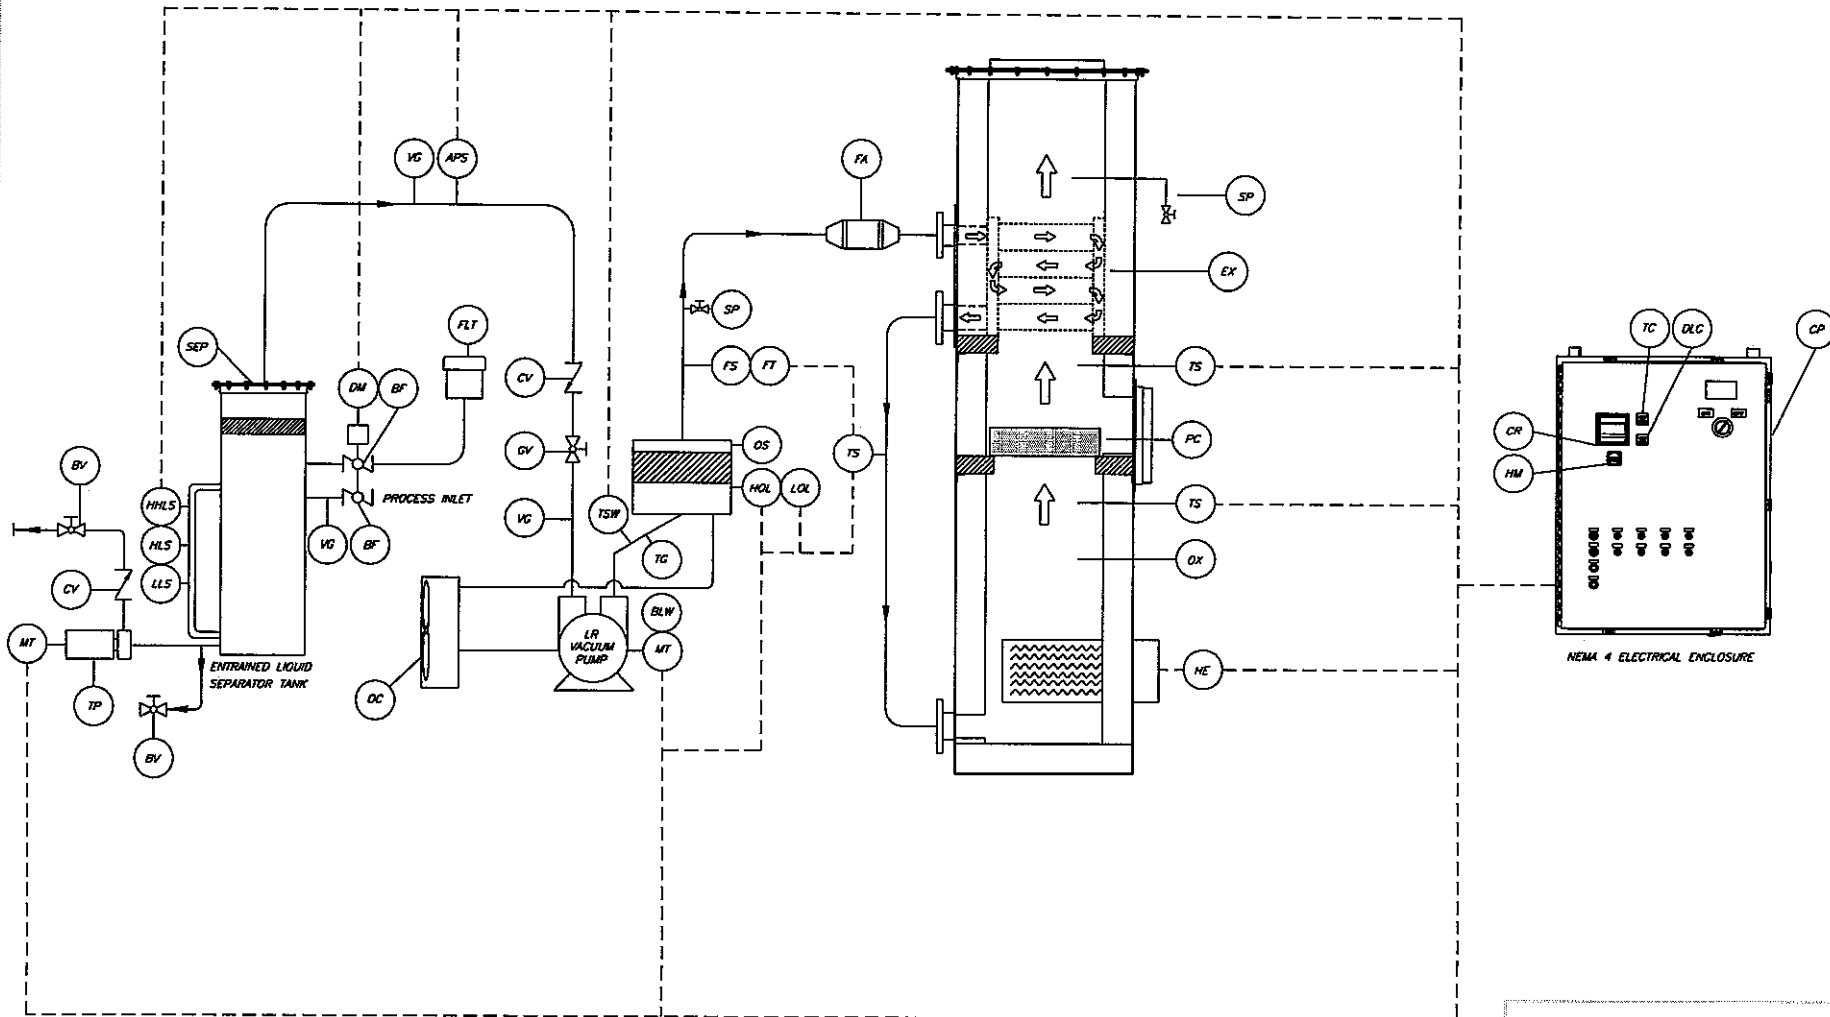 VG
APS
FA
SP
EX
FLT
SEP
SP
TC
DLC
CP
FS
FT
TS
CV
DM
BF
CR
BV
GV
OS
TS
PC
HM
HOL
LOL
PROCESS INLET
HHLS
TSW
TS
VG
HLS
VG
BF
TG
OX
LLS
CV
BLW
MT
LR
VACUUM
PUMP
MT
HE
NEMA 4 ELECTRICAL ENCLOSURE
ENTRAINED LIQUID
SEPARATOR TANK
TP
OC
BV